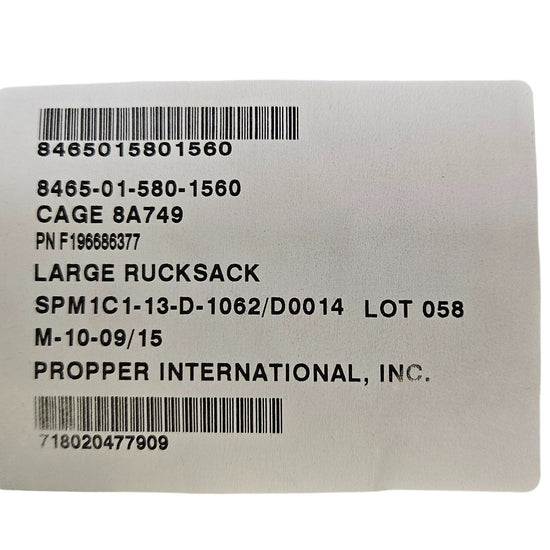 8465015801560
8465-01-580-1560
CAGE 8A749
PN F196686377
LARGE RUCKSACK
SPM1C1-13-D-1062/D0014 LOT 058
M-10-09/15
PROPPER INTERNATIONAL, INC.
718020477909